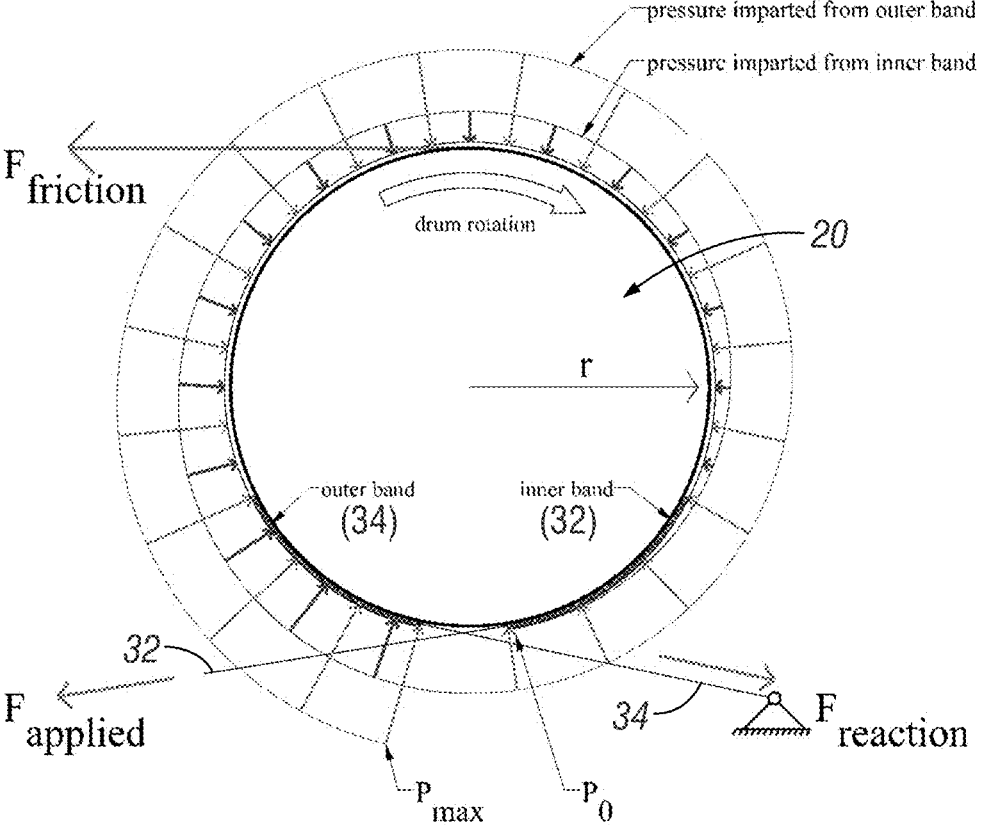 pressure imparted from outer band
pressure imparted from inner band
F friction
drum rotation
20
r
outer band
(34)
inner band
(32)
32
F applied
34
F reaction
P max
P 0